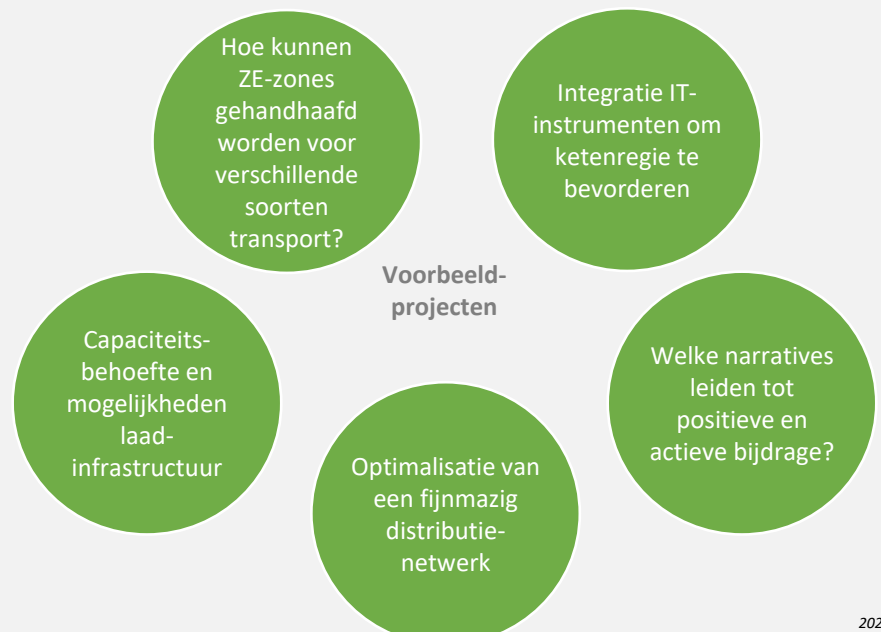 Hoe kunnen
ZE-zones
gehandhaafd
worden voor
verschillende
soorten
transport?
Integratie IT-
instrumenten om
ketenregie te
bevorderen
Voorbeeld-
projecten
Capaciteits-
behoefte en
mogelijkheden
laad-
infrastructuur
Welke narratives
leiden tot
positieve en
actieve bijdrage?
Optimalisatie van
een fijnmazig
distributie-
netwerk
202